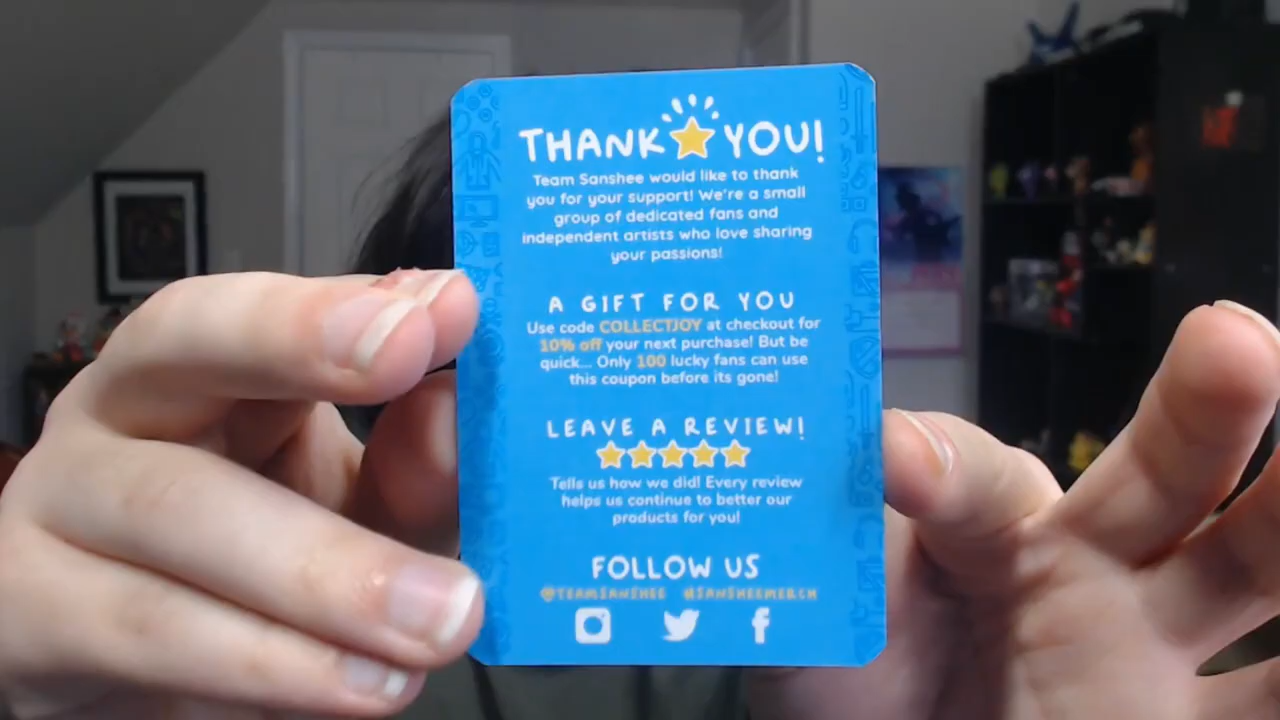 THANK YOU!
Team Sanshee would like to thank
you for your support! We're a small
group of dedicated fans and
independent artists who love sharing
your passions!
A GIFT FOR YOU
Use code COLLECTJOY at checkout for
10% off your next purchase! But be
quick... Only 100 lucky fans can use
this coupon before its gone!
LEAVE A REVIEW!
Tells us how we did! Every review
helps us continue to better our
products for you!
FOLLOW US
@TEAMSANSHEE #SANSHEEMERCH